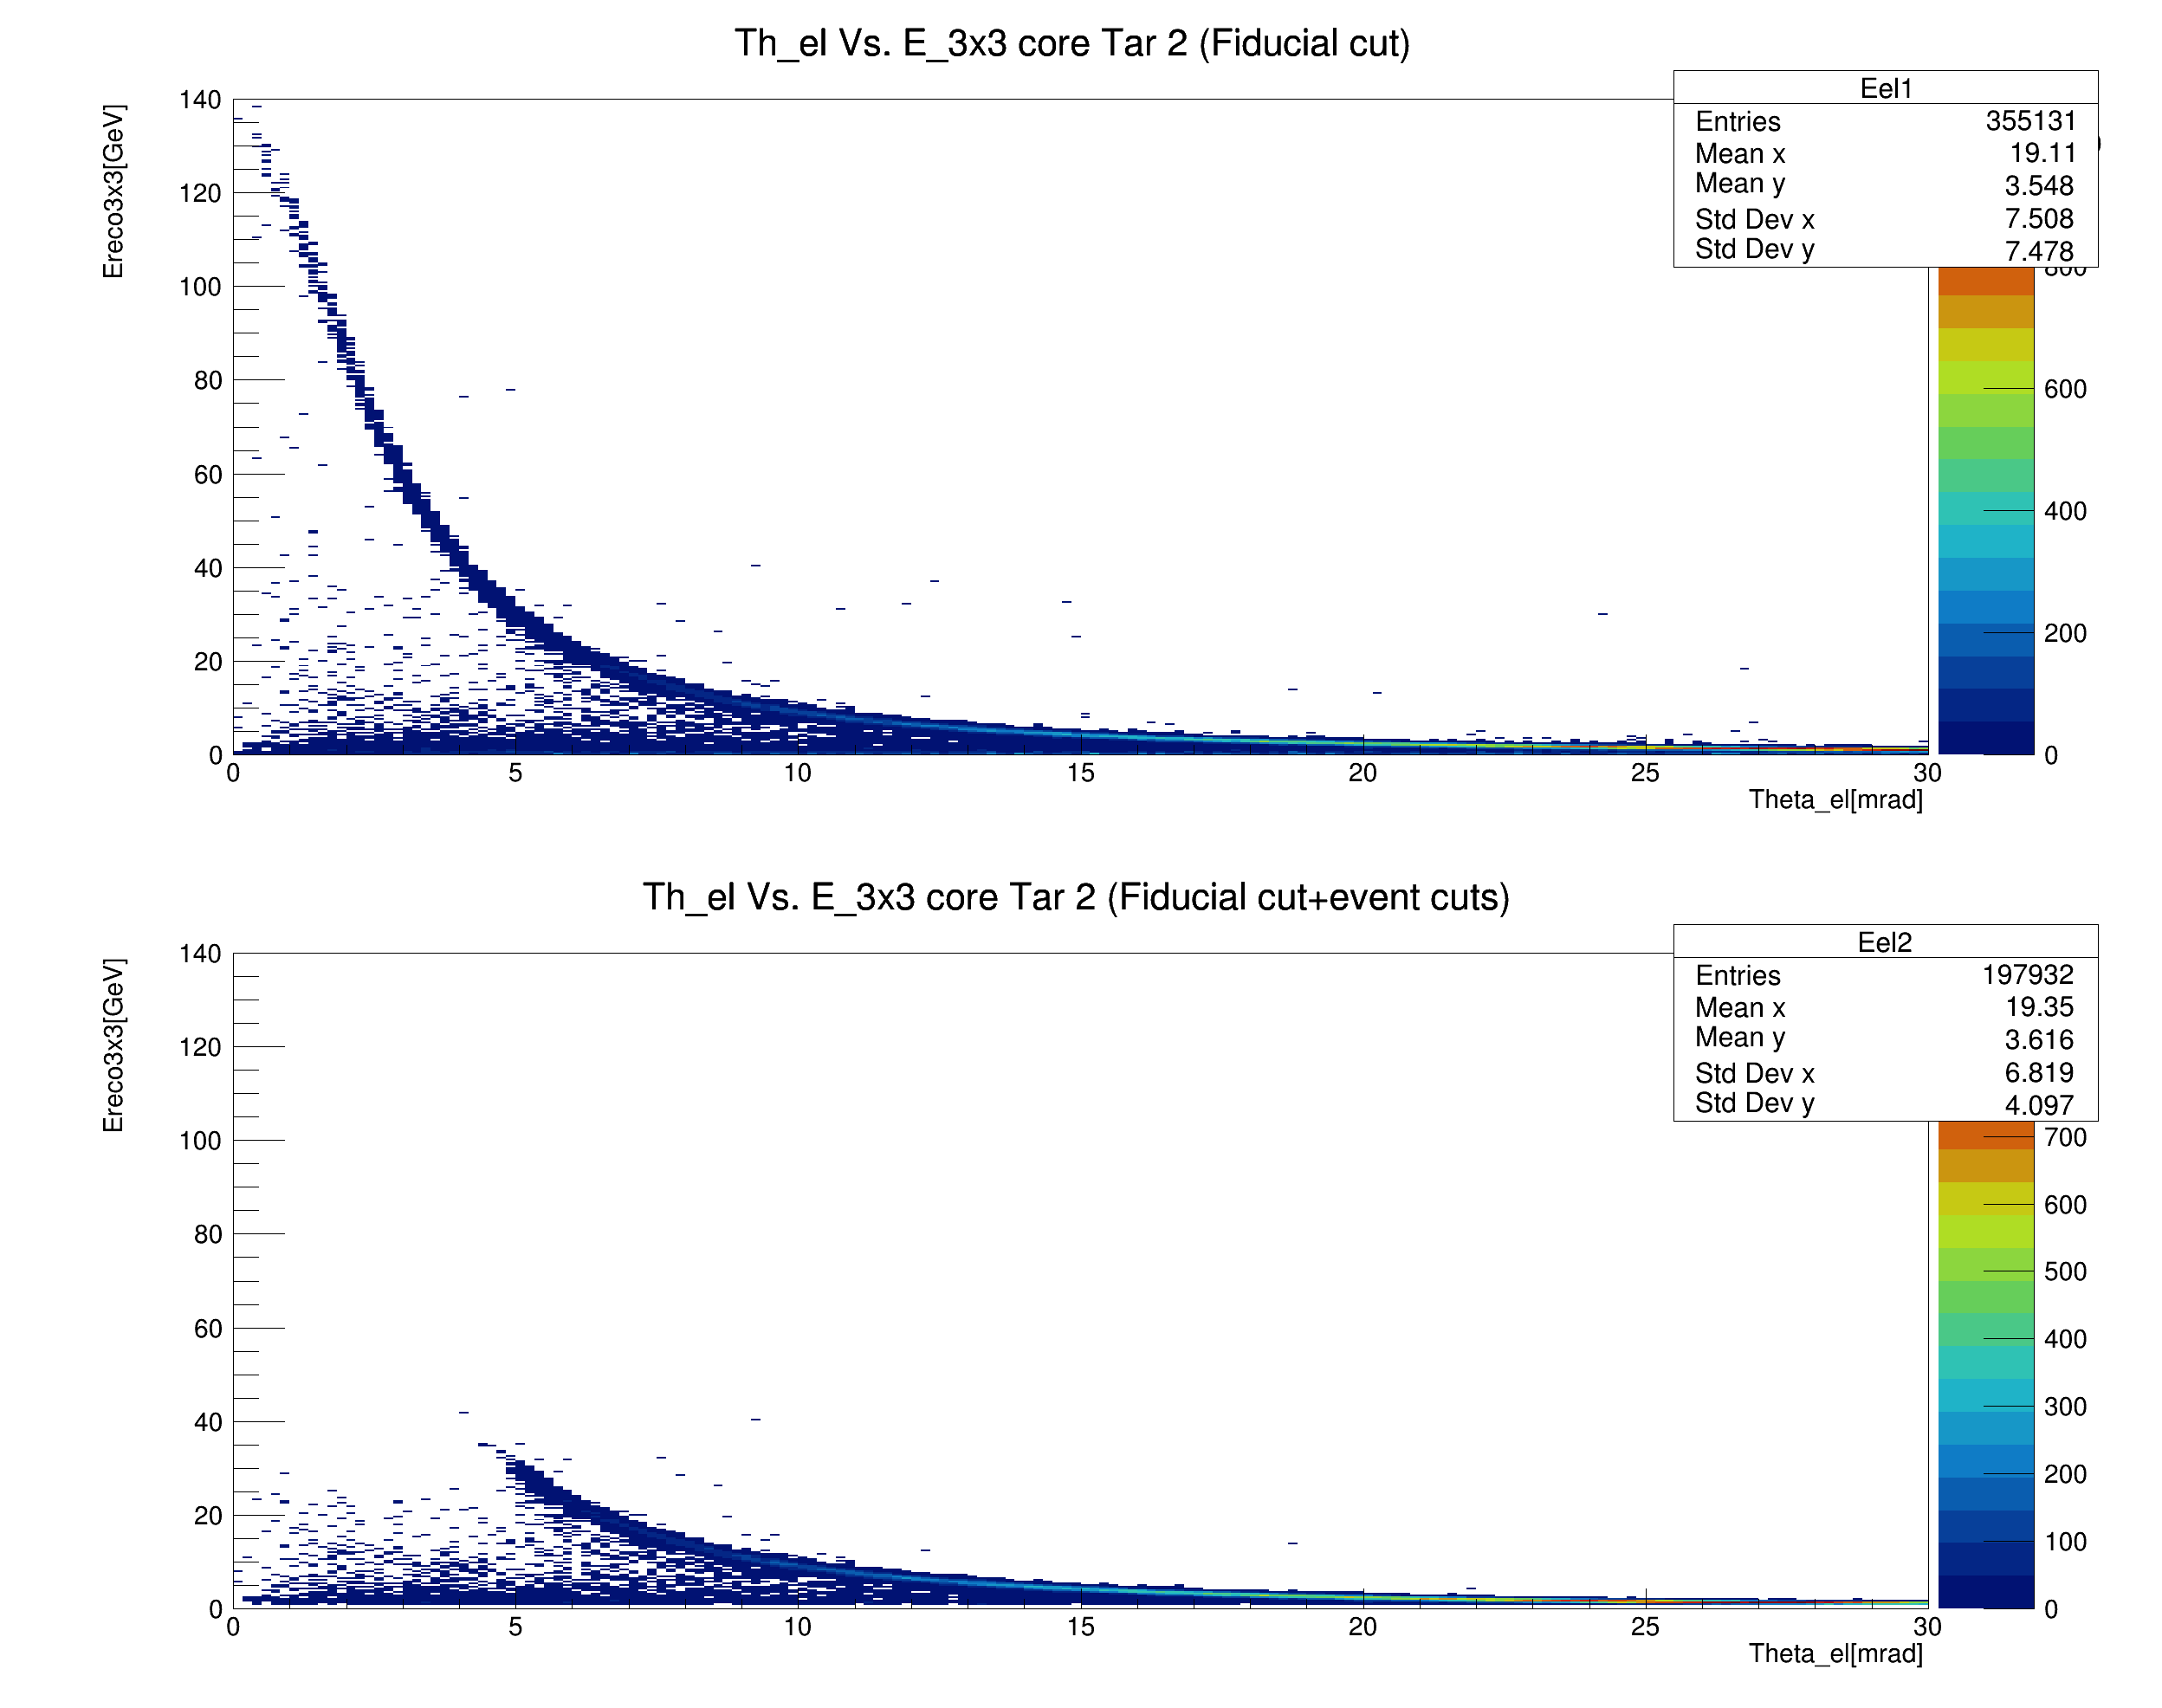 Th_el Vs. E_3x3 core Tar 2 (Fiducial cut)
Eel1
Entries 355131
Mean x 19.11
Mean y 3.548
Std Dev x 7.508
Std Dev y 7.478
Ereco3x3[GeV]
140
120
100
80
60
40
20
0
0 5 10 15 20 25 30
Theta_el[mrad]
800
600
400
200
0
Th_el Vs. E_3x3 core Tar 2 (Fiducial cut+event cuts)
Eel2
Entries 197932
Mean x 19.35
Mean y 3.616
Std Dev x 6.819
Std Dev y 4.097
Ereco3x3[GeV]
140
120
100
80
60
40
20
0
0 5 10 15 20 25 30
Theta_el[mrad]
700
600
500
400
300
200
100
0